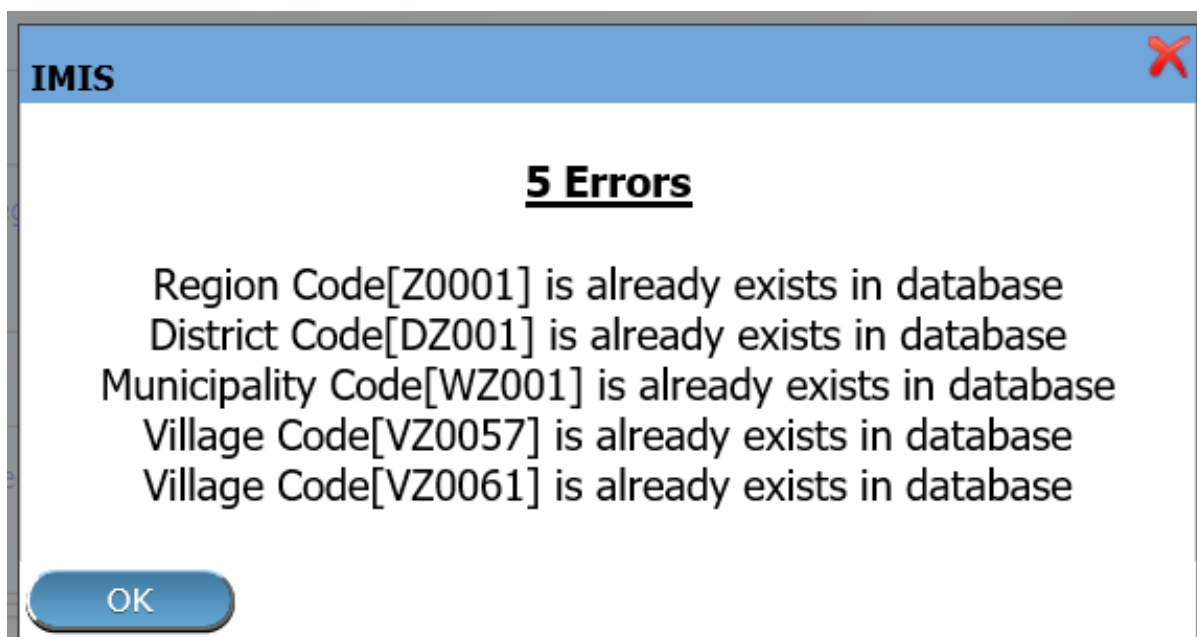 IMIS
5 Errors
Region Code[Z0001] is already exists in database
District Code[DZ001] is already exists in database
Municipality Code[WZ001] is already exists in database
Village Code[VZ0057] is already exists in database
Village Code[VZ0061] is already exists in database
OK